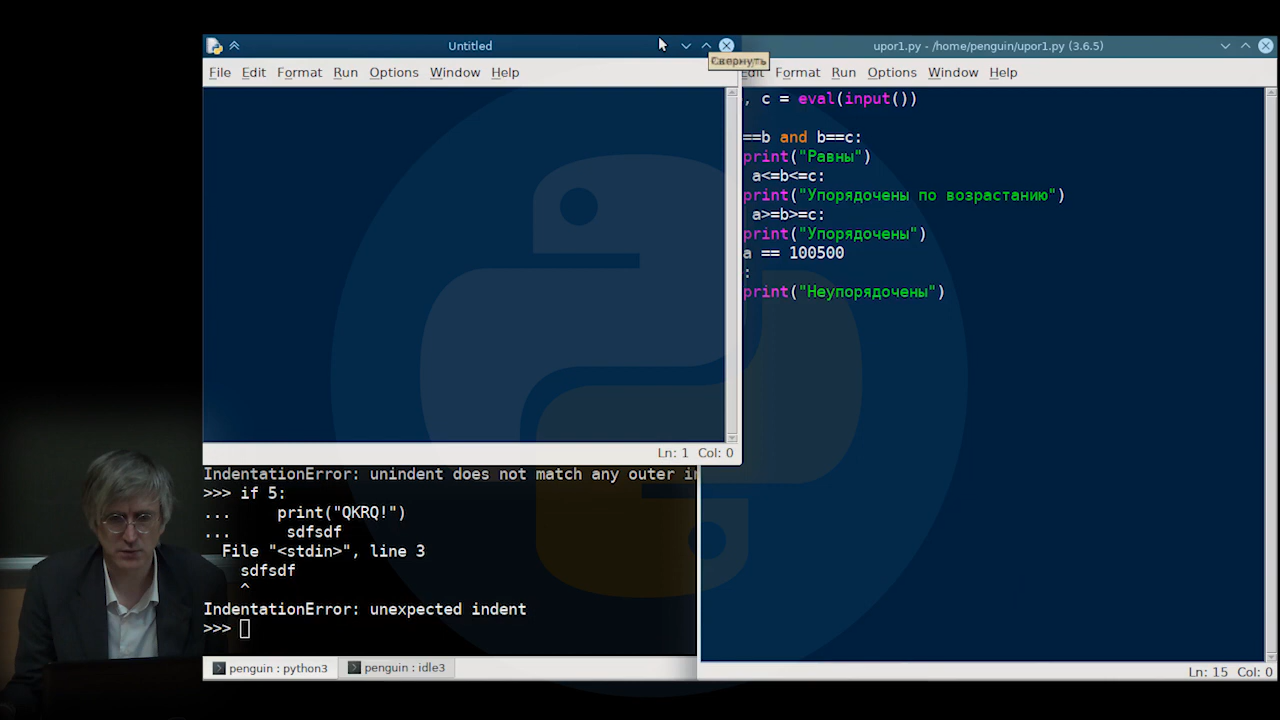 Untitled
File Edit Format Run Options Window Help
Свернуть
Ln: 1 Col: 0
upor1.py - /home/penguin/upor1.py (3.6.5)
Edit Format Run Options Window Help
, c = eval(input())
==b and b==c:
print("Равны")
a<=b<=c:
print("Упорядочены по возрастанию")
a>=b>=c:
print("Упорядочены")
a == 100500
:
print("Неупорядочены")
Ln: 15 Col: 0
IndentationError: unindent does not match any outer in
>>> if 5:
... print("QKRQ!")
... sdfsdf
File "<stdin>", line 3
sdfsdf
^
IndentationError: unexpected indent
>>>
penguin : python3
penguin : idle3